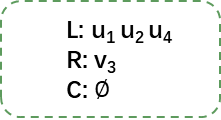 L: u₁ u₂ u₄
R: v₃
C: Ø